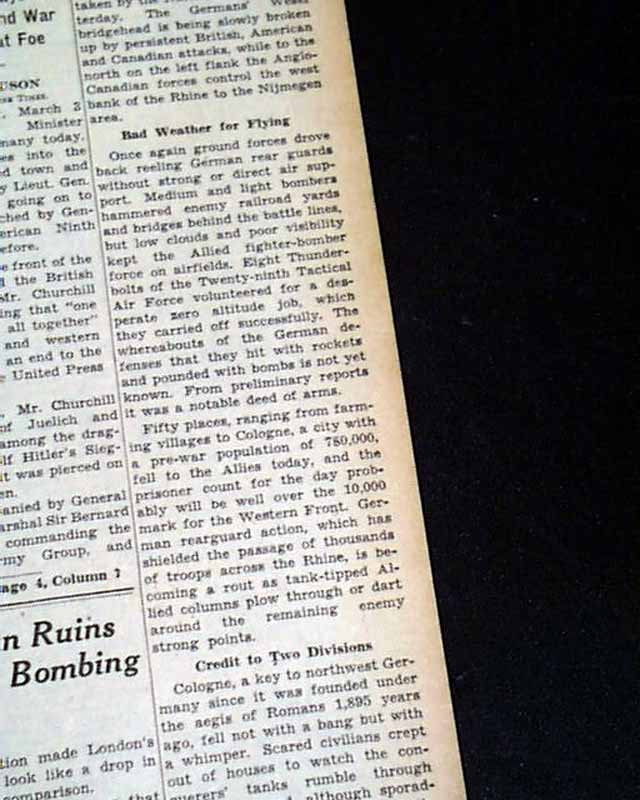 nd War
at Foe
USON
. March 3
Minister
many today.
es into the
d town and
y Lieut. Gen.
going on to
ched by Gen-
erican Ninth
efore.
e front of the
d the British
Mr. Churchill
ing that "one
all together"
and western
an end to the
e United Press
, Mr. Churchill
of Juelich and
among the drag-
lf Hitler's Sieg-
it was pierced on
en.
anied by General
arshal Sir Bernard
commanding the
my Group, and
age 4, Column 7
n Ruins
Bombing
tion made London's
look like a drop in
comparison.
that
taken by the
terday. The Germans' Wesel
bridgehead is being slowly broken
up by persistent British, American
and Canadian attacks, while to the
north on the left flank the Anglo-
Canadian forces control the west
bank of the Rhine to the Nijmegen
area.
Bad Weather for Flying
Once again ground forces drove
back reeling German rear guards
without strong or direct air sup-
port. Medium and light bombers
hammered enemy railroad yards
and bridges behind the battle lines,
but low clouds and poor visibility
kept the Allied fighter-bomber
force on airfields. Eight Thunder-
bolts of the Twenty-ninth Tactical
Air Force volunteered for a des-
perate zero altitude job, which
they carried off successfully. The
whereabouts of the German de-
fenses that they hit with rockets
and pounded with bombs is not yet
known. From preliminary reports
it was a notable deed of arms.
Fifty places, ranging from farm-
ing villages to Cologne, a city with
a pre-war population of 780,000,
fell to the Allies today, and the
prisoner count for the day prob-
ably will be well over the 10,000
mark for the Western Front. Ger-
man rearguard action, which has
shielded the passage of thousands
of troops across the Rhine, is be-
coming a rout as tank-tipped Al-
lied columns plow through or dart
around the remaining enemy
strong points.
Credit to Two Divisions
Cologne, a key to northwest Ger-
many since it was founded under
the aegis of Romans 1,895 years
ago, fell not with a bang but with
a whimper. Scared civilians crept
out of houses to watch the con-
querers' tanks rumble through
although sporad-